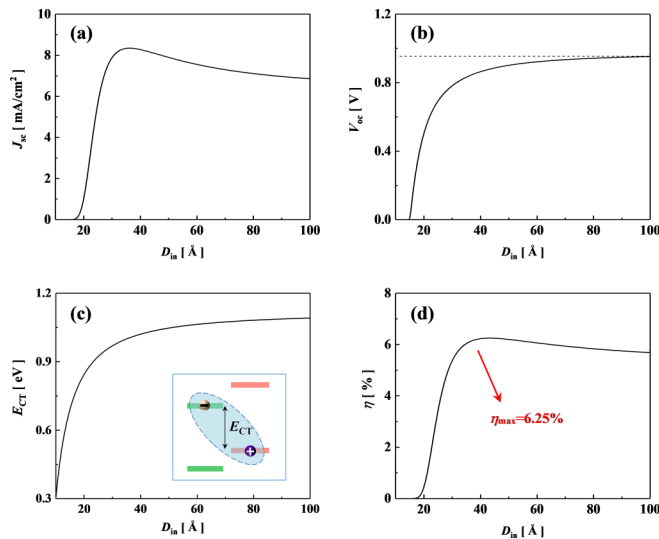 (a)
10
8
6
4
2
0
J_sc [ mA/cm² ]
20 40 60 80 100
D_in [ Å ]
(b)
1.2
0.8
0.4
0.0
V_oc [ V ]
20 40 60 80 100
D_in [ Å ]
(c)
1.2
0.9
0.6
0.3
E_CT [ eV ]
E_CT
−
+
20 40 60 80 100
D_in [ Å ]
(d)
8
6
4
2
0
η [ % ]
η_max=6.25%
20 40 60 80 100
D_in [ Å ]